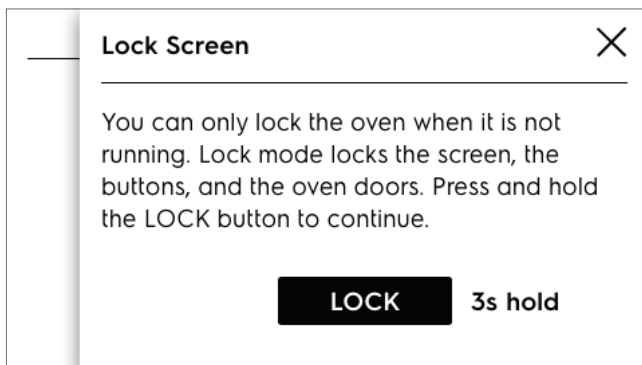 Lock Screen
You can only lock the oven when it is not
running. Lock mode locks the screen, the
buttons, and the oven doors. Press and hold
the LOCK button to continue.
LOCK 3s hold